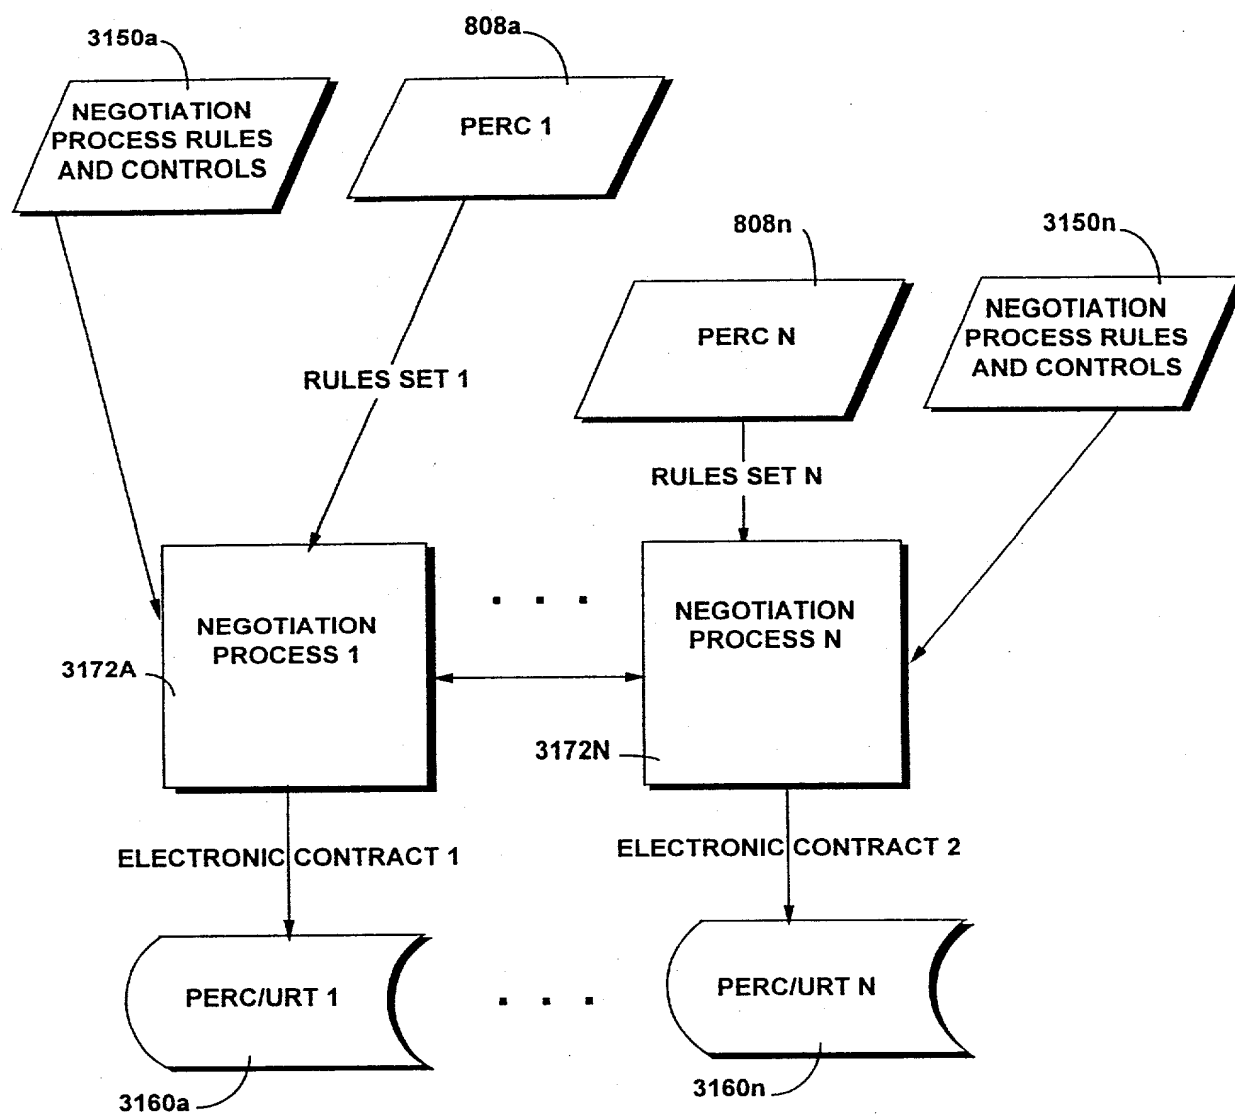 3150a
808a
NEGOTIATION
PROCESS RULES
AND CONTROLS
PERC 1
808n
3150n
PERC N
NEGOTIATION
PROCESS RULES
AND CONTROLS
RULES SET 1
RULES SET N
NEGOTIATION
PROCESS 1
NEGOTIATION
PROCESS N
3172A
3172N
ELECTRONIC CONTRACT 1
ELECTRONIC CONTRACT 2
PERC/URT 1
PERC/URT N
3160a
3160n